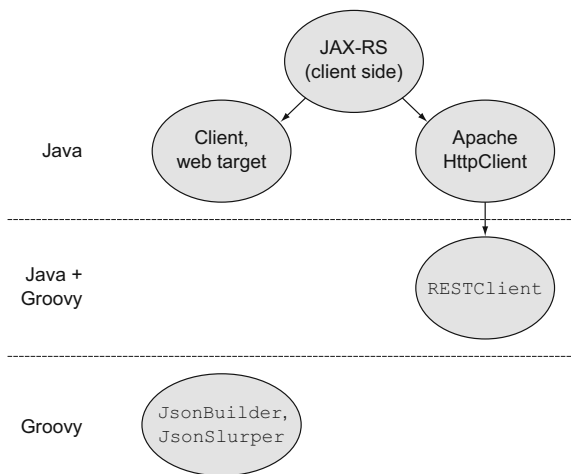 JAX-RS
(client side)
Java
Client,
web target
Apache
HttpClient
Java +
Groovy
RESTClient
Groovy
JsonBuilder,
JsonSlurper